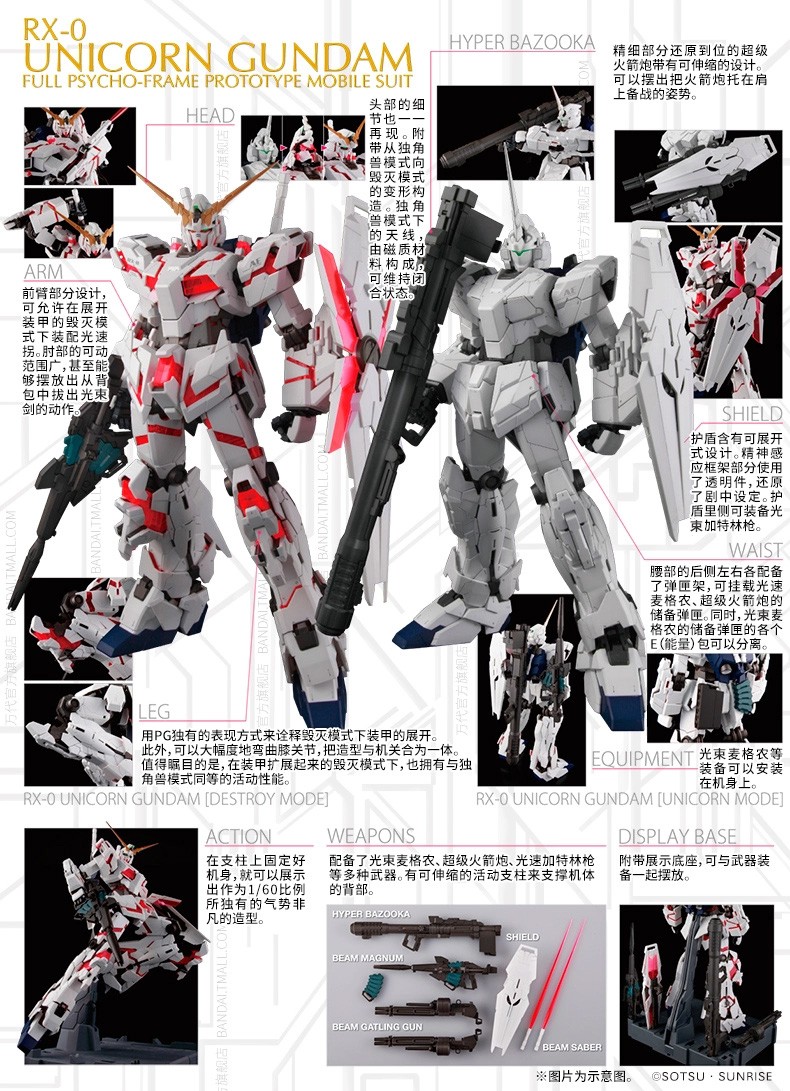 RX-0
UNICORN GUNDAM
FULL PSYCHO-FRAME PROTOTYPE MOBILE SUIT
HYPER BAZOOKA
精细部分还原到位的超级
火箭炮带有可伸缩的设计。
可以摆出把火箭炮托在肩
上备战的姿势。
HEAD
头部的细
节也一一
再现。附
带从独角
兽模式向
毁灭模式
的变形构
造。独角
兽模式下
的天线,
由磁质材
料构成,
可维持闭
合状态。
ARM
前臂部分设计,
可允许在展开
装甲的毁灭模
式下装配光速
拐。肘部的可动
范围广,甚至能
够摆放出从背
包中拔出光束
剑的动作。
SHIELD
护盾含有可展开
式设计。精神感
应框架部分使用
了透明件,还原
了剧中设定。护
盾里侧可装备光
束加特林枪。
WAIST
腰部的后侧左右各配备
了弹匣架,可挂载光速
麦格农、超级火箭炮的
储备弹匣。同时,光束麦
格农的储备弹匣的各个
E(能量)包可以分离。
LEG
用PG独有的表现方式来诠释毁灭模式下装甲的展开。
此外,可以大幅度地弯曲膝关节,把造型与机关合为一体。
值得瞩目的是,在装甲扩展起来的毁灭模式下,也拥有与独
角兽模式同等的活动性能。
EQUIPMENT
光束麦格农等
装备可以安装
在机身上。
RX-0 UNICORN GUNDAM [DESTROY MODE]
RX-0 UNICORN GUNDAM [UNICORN MODE]
ACTION
在支柱上固定好
机身,就可以展示
出作为1/60比例
所独有的气势非
凡的造型。
WEAPONS
配备了光束麦格农、超级火箭炮、光速加特林枪
等多种武器。有可伸缩的活动支柱来支撑机体
的背部。
HYPER BAZOOKA
SHIELD
BEAM MAGNUM
BEAM GATLING GUN
BEAM SABER
DISPLAY BASE
附带展示底座,可与武器装
备一起摆放。
万代官方旗舰店 BANDAI.TMALL.COM
※图片为示意图。 ©SOTSU・SUNRISE